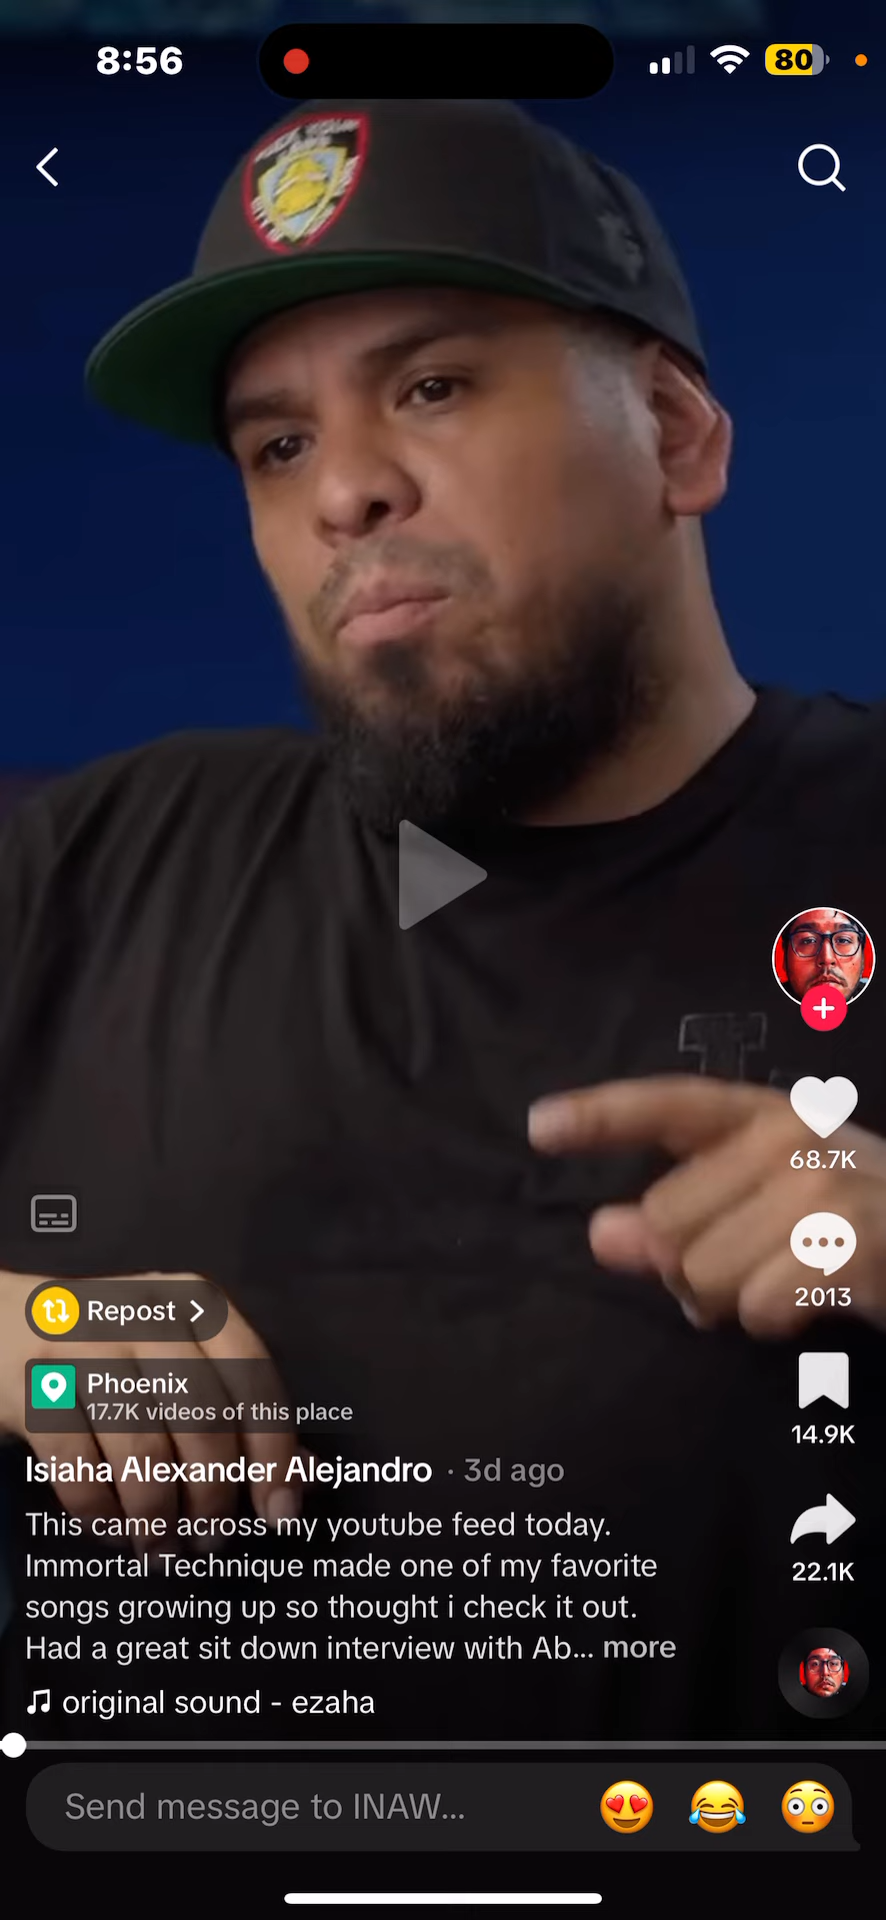 8:56
80
Repost
Phoenix
17.7K videos of this place
Isiaha Alexander Alejandro · 3d ago
This came across my youtube feed today.
Immortal Technique made one of my favorite
songs growing up so thought i check it out.
Had a great sit down interview with Ab... more
original sound - ezaha
68.7K
2013
14.9K
22.1K
Send message to INAW...